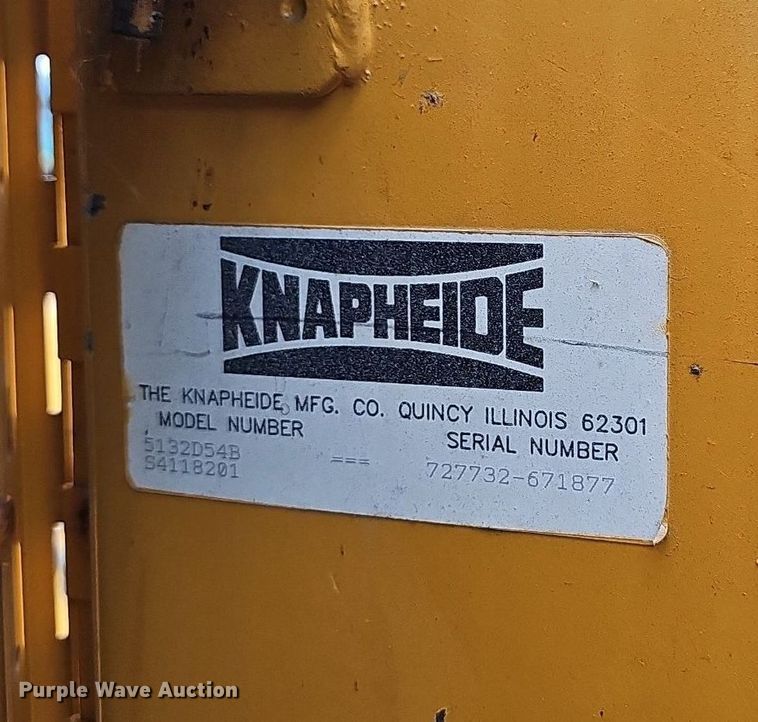 KNAPHEIDE
THE KNAPHEIDE MFG. CO. QUINCY ILLINOIS 62301
MODEL NUMBER SERIAL NUMBER
5132D54B
S4118201 === 727732-671877
Purple Wave Auction